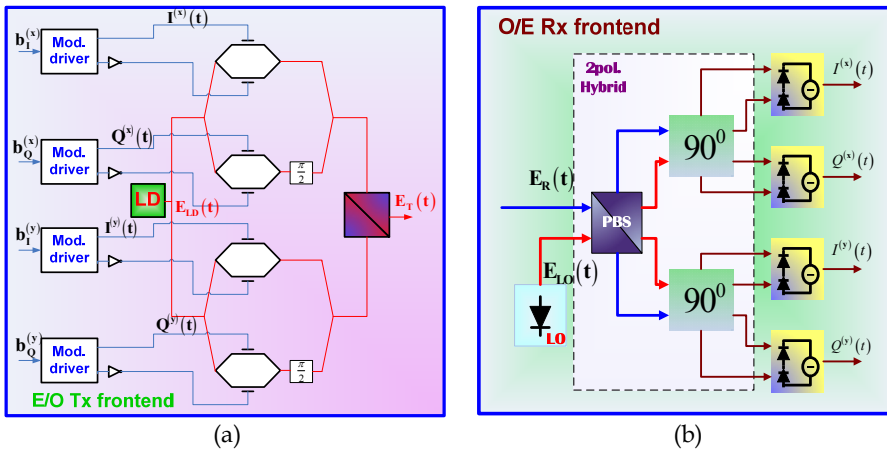 I⁽ˣ⁾(t)
b_I⁽ˣ⁾
Mod.
driver
Q⁽ˣ⁾(t)
b_Q⁽ˣ⁾
Mod.
driver
π/2
LD
E_LD(t)
E_T(t)
b_I⁽ʸ⁾
I⁽ʸ⁾(t)
Mod.
driver
Q⁽ʸ⁾(t)
b_Q⁽ʸ⁾
Mod.
driver
π/2
E/O Tx frontend
(a)
O/E Rx frontend
2pol.
Hybrid
I⁽ˣ⁾(t)
90⁰
Q⁽ˣ⁾(t)
E_R(t)
PBS
E_LO(t)
LO
I⁽ʸ⁾(t)
90⁰
Q⁽ʸ⁾(t)
(b)